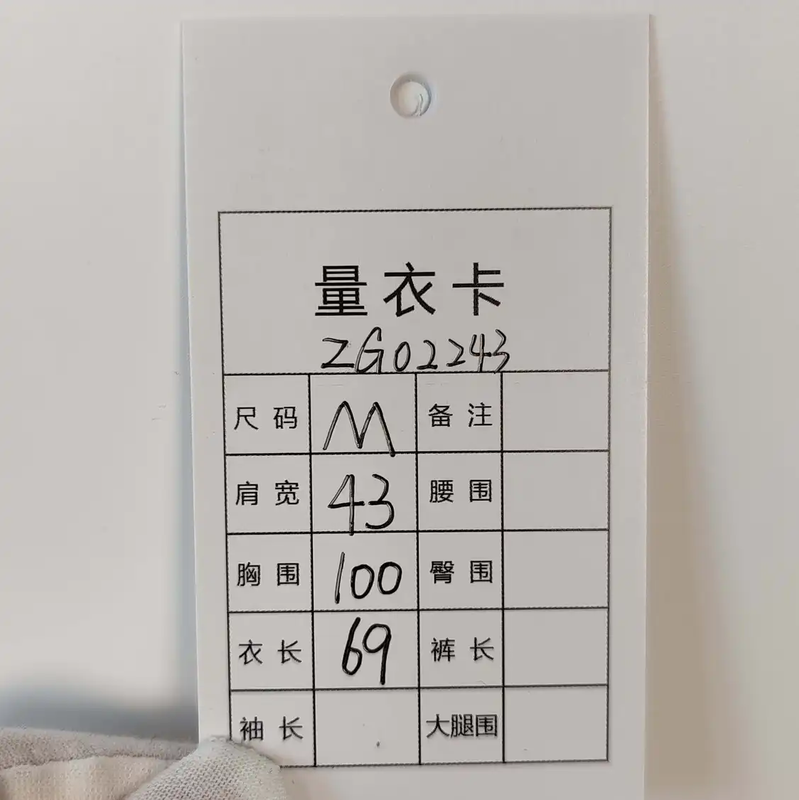 量衣卡
ZG02243
尺码 M 备注
肩宽 43 腰围
胸围 100 臀围
衣长 69 裤长
袖长 大腿围